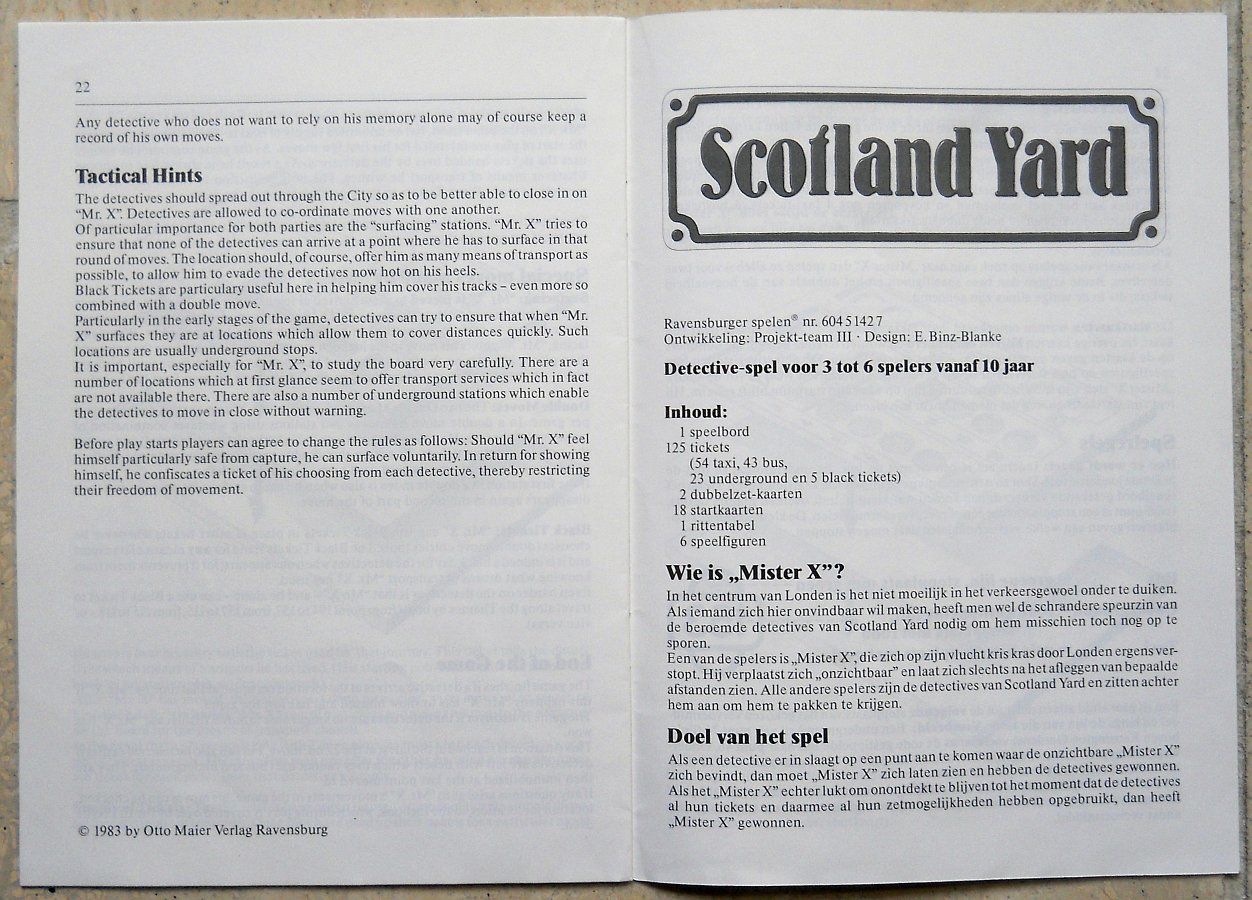 22
Any detective who does not want to rely on his memory alone may of course keep a
record of his own moves.
Tactical Hints
The detectives should spread out through the City so as to be better able to close in on
“Mr. X”. Detectives are allowed to co-ordinate moves with one another.
Of particular importance for both parties are the “surfacing” stations. “Mr. X” tries to
ensure that none of the detectives can arrive at a point where he has to surface in that
round of moves. The location should, of course, offer him as many means of transport as
possible, to allow him to evade the detectives now hot on his heels.
Black Tickets are particulary useful here in helping him cover his tracks – even more so
combined with a double move.
Particularly in the early stages of the game, detectives can try to ensure that when “Mr.
X” surfaces they are at locations which allow them to cover distances quickly. Such
locations are usually underground stops.
It is important, especially for “Mr. X”, to study the board very carefully. There are a
number of locations which at first glance seem to offer transport services which in fact
are not available there. There are also a number of underground stations which enable
the detectives to move in close without warning.
Before play starts players can agree to change the rules as follows: Should “Mr. X” feel
himself particularly safe from capture, he can surface voluntarily. In return for showing
himself, he confiscates a ticket of his choosing from each detective, thereby restricting
their freedom of movement.
© 1983 by Otto Maier Verlag Ravensburg
Scotland Yard
Ravensburger spelen® nr. 604 5 142 7
Ontwikkeling: Projekt-team III · Design: E. Binz-Blanke
Detective-spel voor 3 tot 6 spelers vanaf 10 jaar
Inhoud:
1 speelbord
125 tickets
(54 taxi, 43 bus,
23 underground en 5 black tickets)
2 dubbelzet-kaarten
18 startkaarten
1 rittentabel
6 speelfiguren
Wie is „Mister X”?
In het centrum van Londen is het niet moeilijk in het verkeersgewoel onder te duiken.
Als iemand zich hier onvindbaar wil maken, heeft men wel de schrandere speurzin van
de beroemde detectives van Scotland Yard nodig om hem misschien toch nog op te
sporen.
Een van de spelers is „Mister X”, die zich op zijn vlucht kris kras door Londen ergens ver-
stopt. Hij verplaatst zich „onzichtbaar” en laat zich slechts na het afleggen van bepaalde
afstanden zien. Alle andere spelers zijn de detectives van Scotland Yard en zitten achter
hem aan om hem te pakken te krijgen.
Doel van het spel
Als een detective er in slaagt op een punt aan te komen waar de onzichtbare „Mister X”
zich bevindt, dan moet „Mister X” zich laten zien en hebben de detectives gewonnen.
Als het „Mister X” echter lukt om onontdekt te blijven tot het moment dat de detectives
al hun tickets en daarmee al hun zetmogelijkheden hebben opgebruikt, dan heeft
„Mister X” gewonnen.